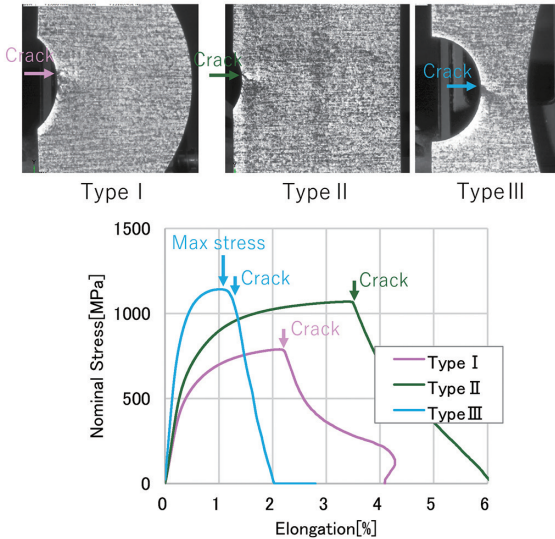 Crack
Crack
Crack
Type Ⅰ
Type Ⅱ
Type Ⅲ
1500
1000
500
0
Nominal Stress[MPa]
Max stress
Crack
Crack
Crack
Type Ⅰ
Type Ⅱ
Type Ⅲ
0
1
2
3
4
5
6
Elongation[%]